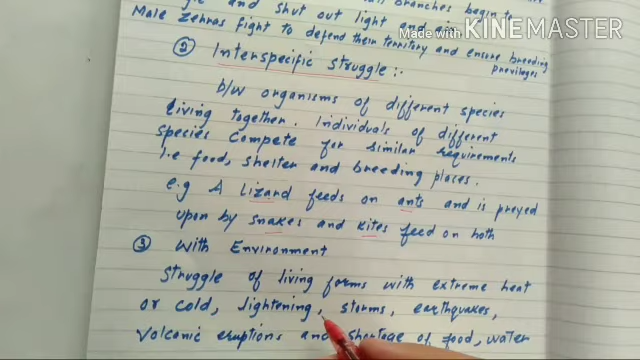 and shut out light and
branches begin to
Made with KINEMASTER
Male Zebras fight to defend their territory and ensure breeding
previleges
② Interspecific Struggle :-
b/w organisms of different species
living together. Individuals of different
species compete for similar requirements
i.e food, shelter and breeding places.
e.g A lizard feeds on ants and is preyed
upon by snakes and kites feed on both
③ With Environment
Struggle of living forms with extreme heat
or cold, lightening, storms, earthquakes,
Volcanic eruptions and shortage of food, water